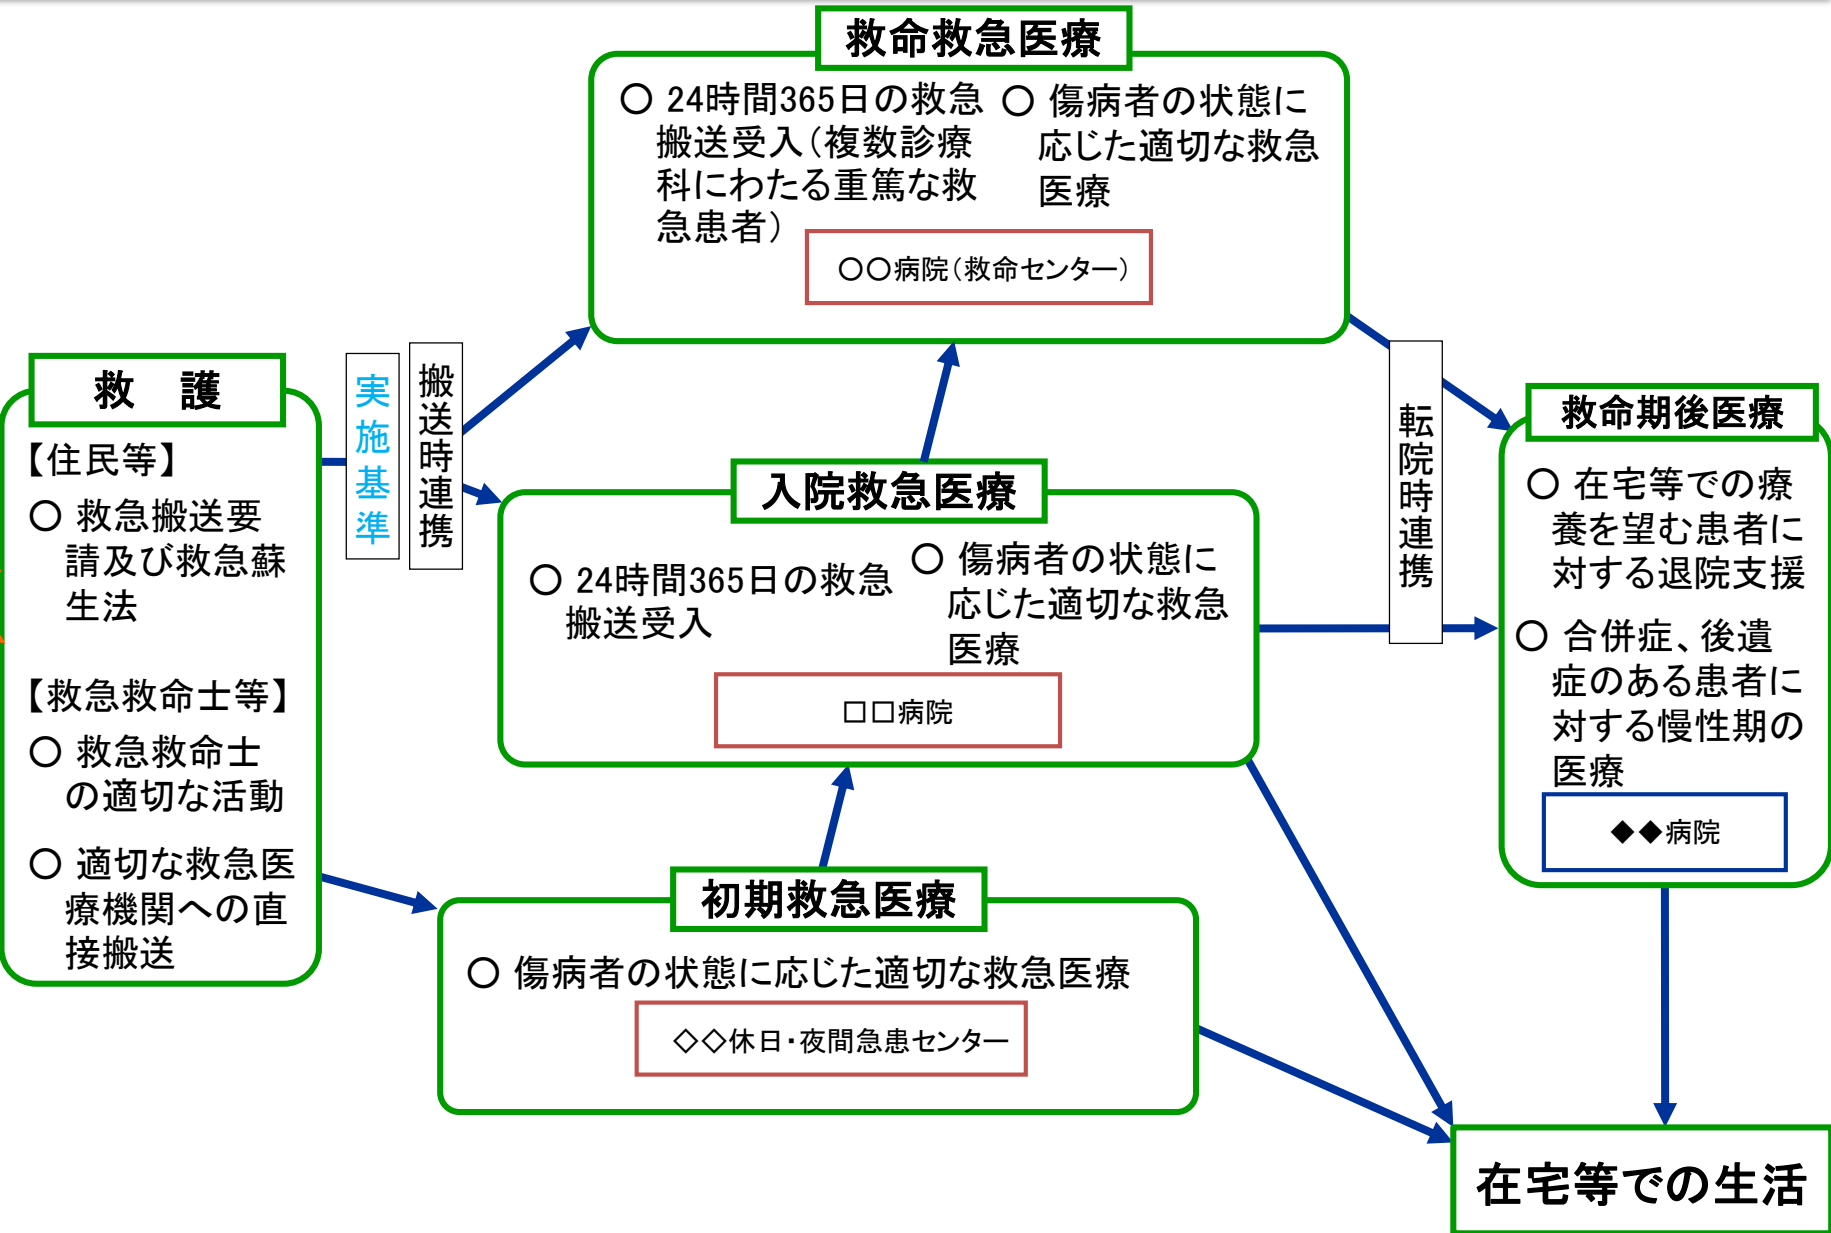 救命救急医療
○ 24時間365日の救急
搬送受入（複数診療
科にわたる重篤な救
急患者）
○ 傷病者の状態に
応じた適切な救急
医療
○○病院（救命センター）
救　護
【住民等】
○ 救急搬送要
請及び救急蘇
生法
【救急救命士等】
○ 救急救命士
の適切な活動
○ 適切な救急医
療機関への直
接搬送
実施基準
搬送時連携
入院救急医療
○ 24時間365日の救急
搬送受入
○ 傷病者の状態に
応じた適切な救急
医療
□□病院
初期救急医療
○ 傷病者の状態に応じた適切な救急医療
◇◇休日・夜間急患センター
転院時連携
救命期後医療
○ 在宅等での療
養を望む患者に
対する退院支援
○ 合併症、後遺
症のある患者に
対する慢性期の
医療
◆◆病院
在宅等での生活